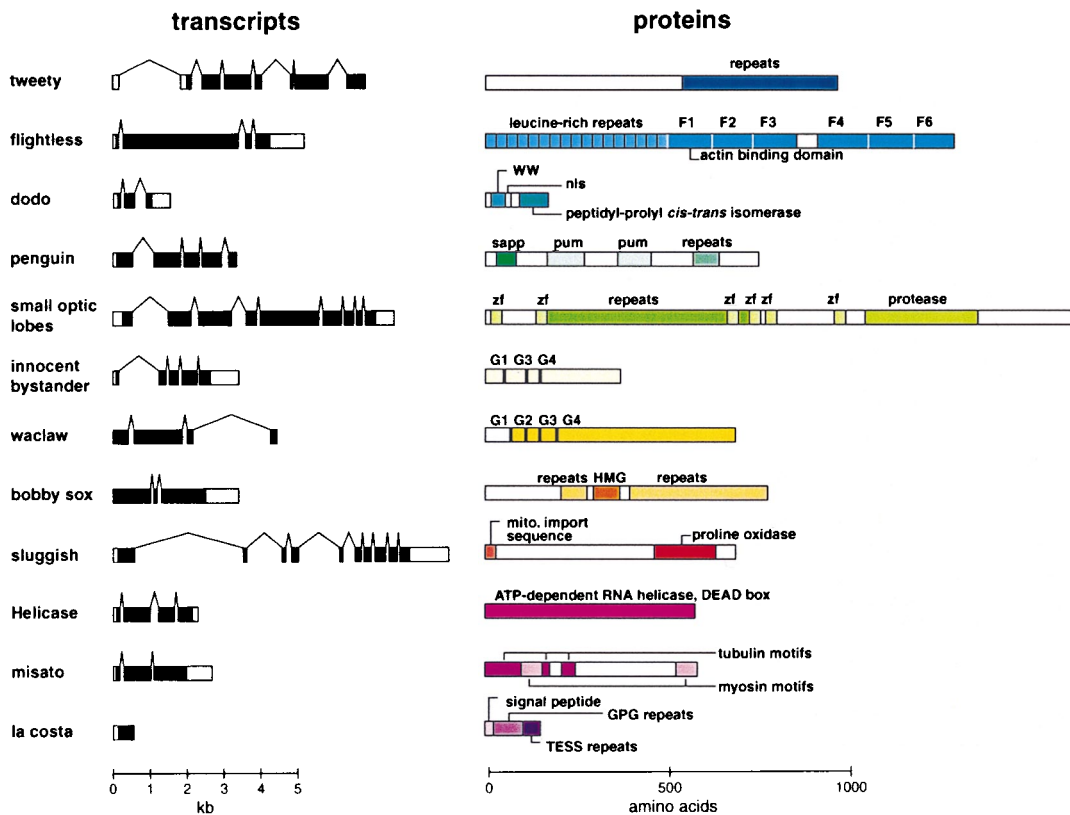 transcripts
proteins
tweety
repeats
flightless
leucine-rich repeats F1 F2 F3 F4 F5 F6
actin binding domain
dodo
WW
nls
peptidyl-prolyl cis-trans isomerase
penguin
sapp pum pum repeats
small optic
lobes
zf zf repeats zf zf zf zf protease
innocent
bystander
G1 G3 G4
waclaw
G1 G2 G3 G4
bobby sox
repeats HMG repeats
sluggish
mito. import
sequence
proline oxidase
Helicase
ATP-dependent RNA helicase, DEAD box
misato
tubulin motifs
myosin motifs
la costa
signal peptide
GPG repeats
TESS repeats
0 1 2 3 4 5
kb
0 500 1000
amino acids